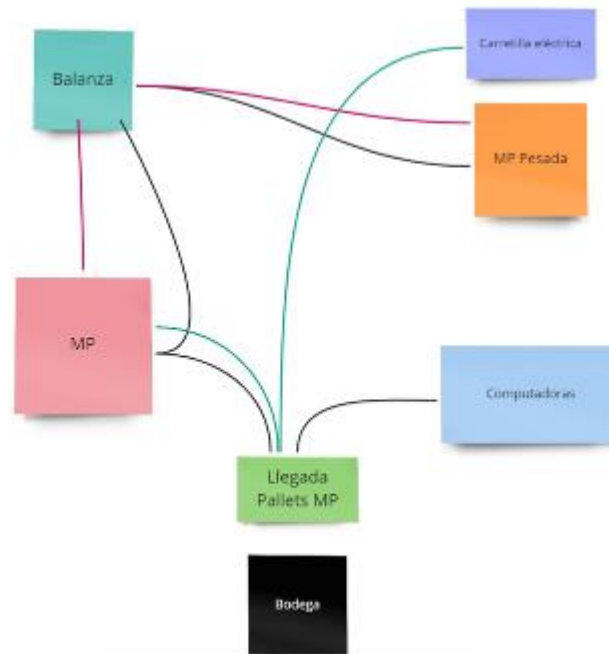 Carretilla eléctrica
Balanza
MP Pesada
MP
Computadoras
Llegada
Pallets MP
Bodega